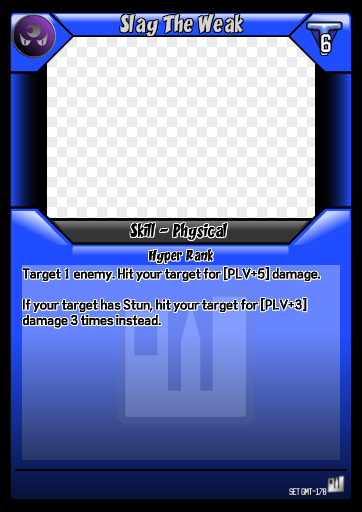 Slay The Weak
6
Skill - Physical
Hyper Rank
Target 1 enemy. Hit your target for [PLV+5] damage.
If your target has Stun, hit your target for [PLV+3]
damage 3 times instead.
SET GMT-178